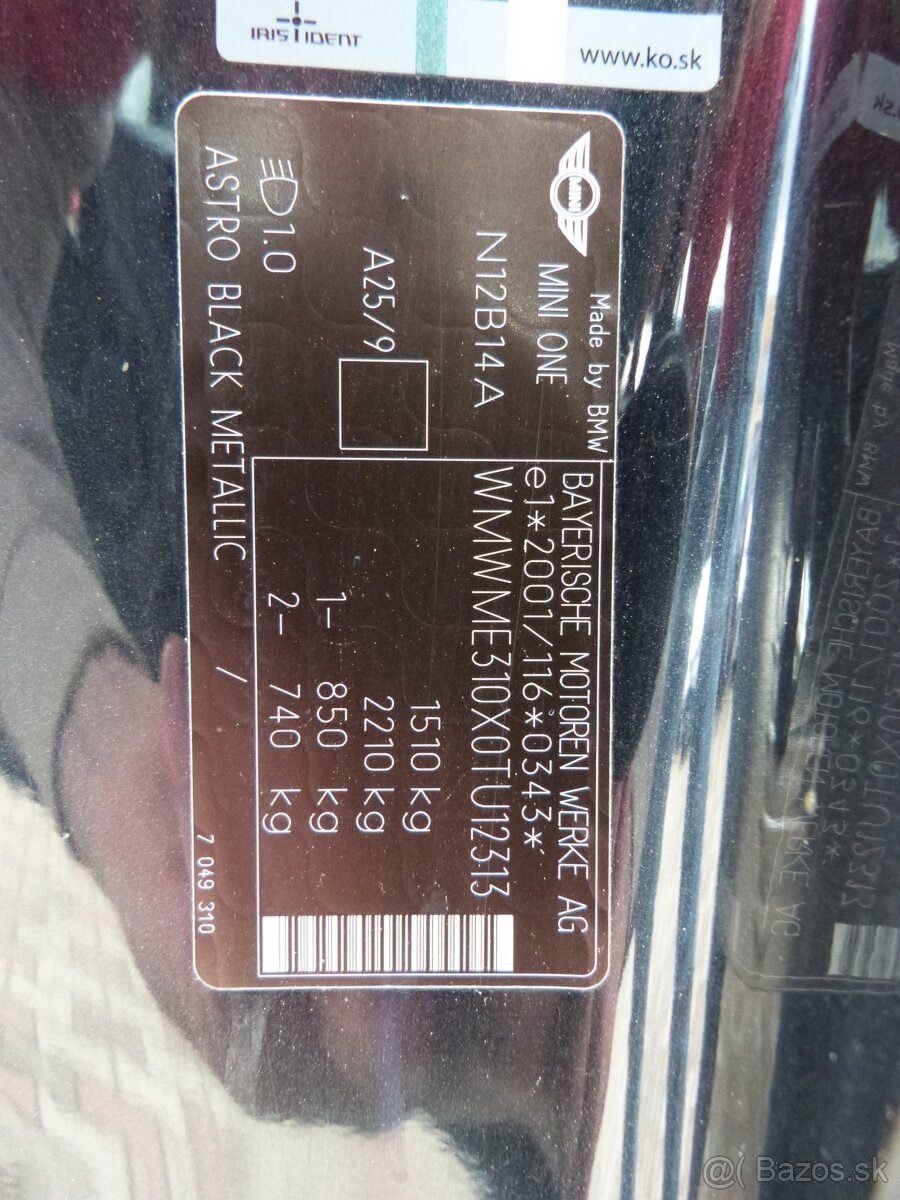 IRIS IDENT
www.ko.sk
MINI
Made by BMW
MINI ONE
N12B14A
A25/9
1.0
ASTRO BLACK METALLIC /
BAYERISCHE MOTOREN WERKE AG
e1*2001/116*0343*
WMWME310X0TU12313
1510 kg
2210 kg
1- 850 kg
2- 740 kg
7 049 310
@( Bazos.sk